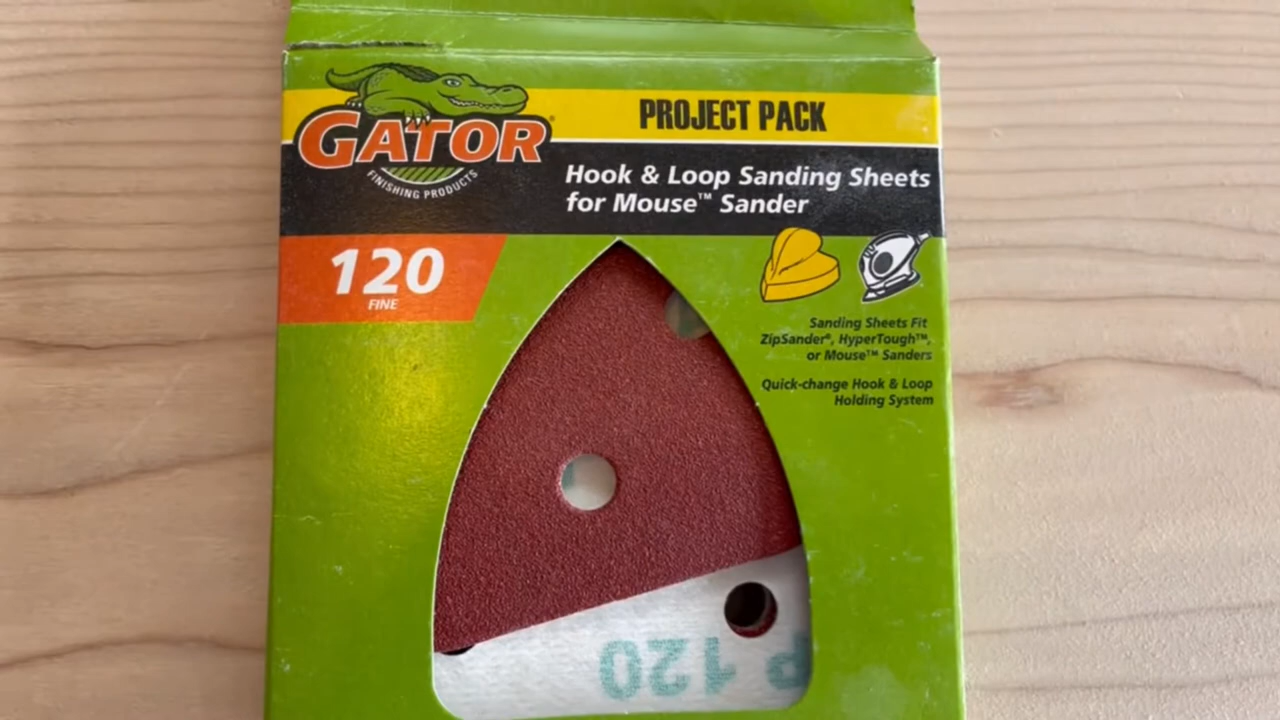 PROJECT PACK
GATOR®
FINISHING PRODUCTS
Hook & Loop Sanding Sheets
for Mouse™ Sander
120
FINE
Sanding Sheets Fit
ZipSander®, HyperTough™,
or Mouse™ Sanders
Quick-change Hook & Loop
Holding System
P 120